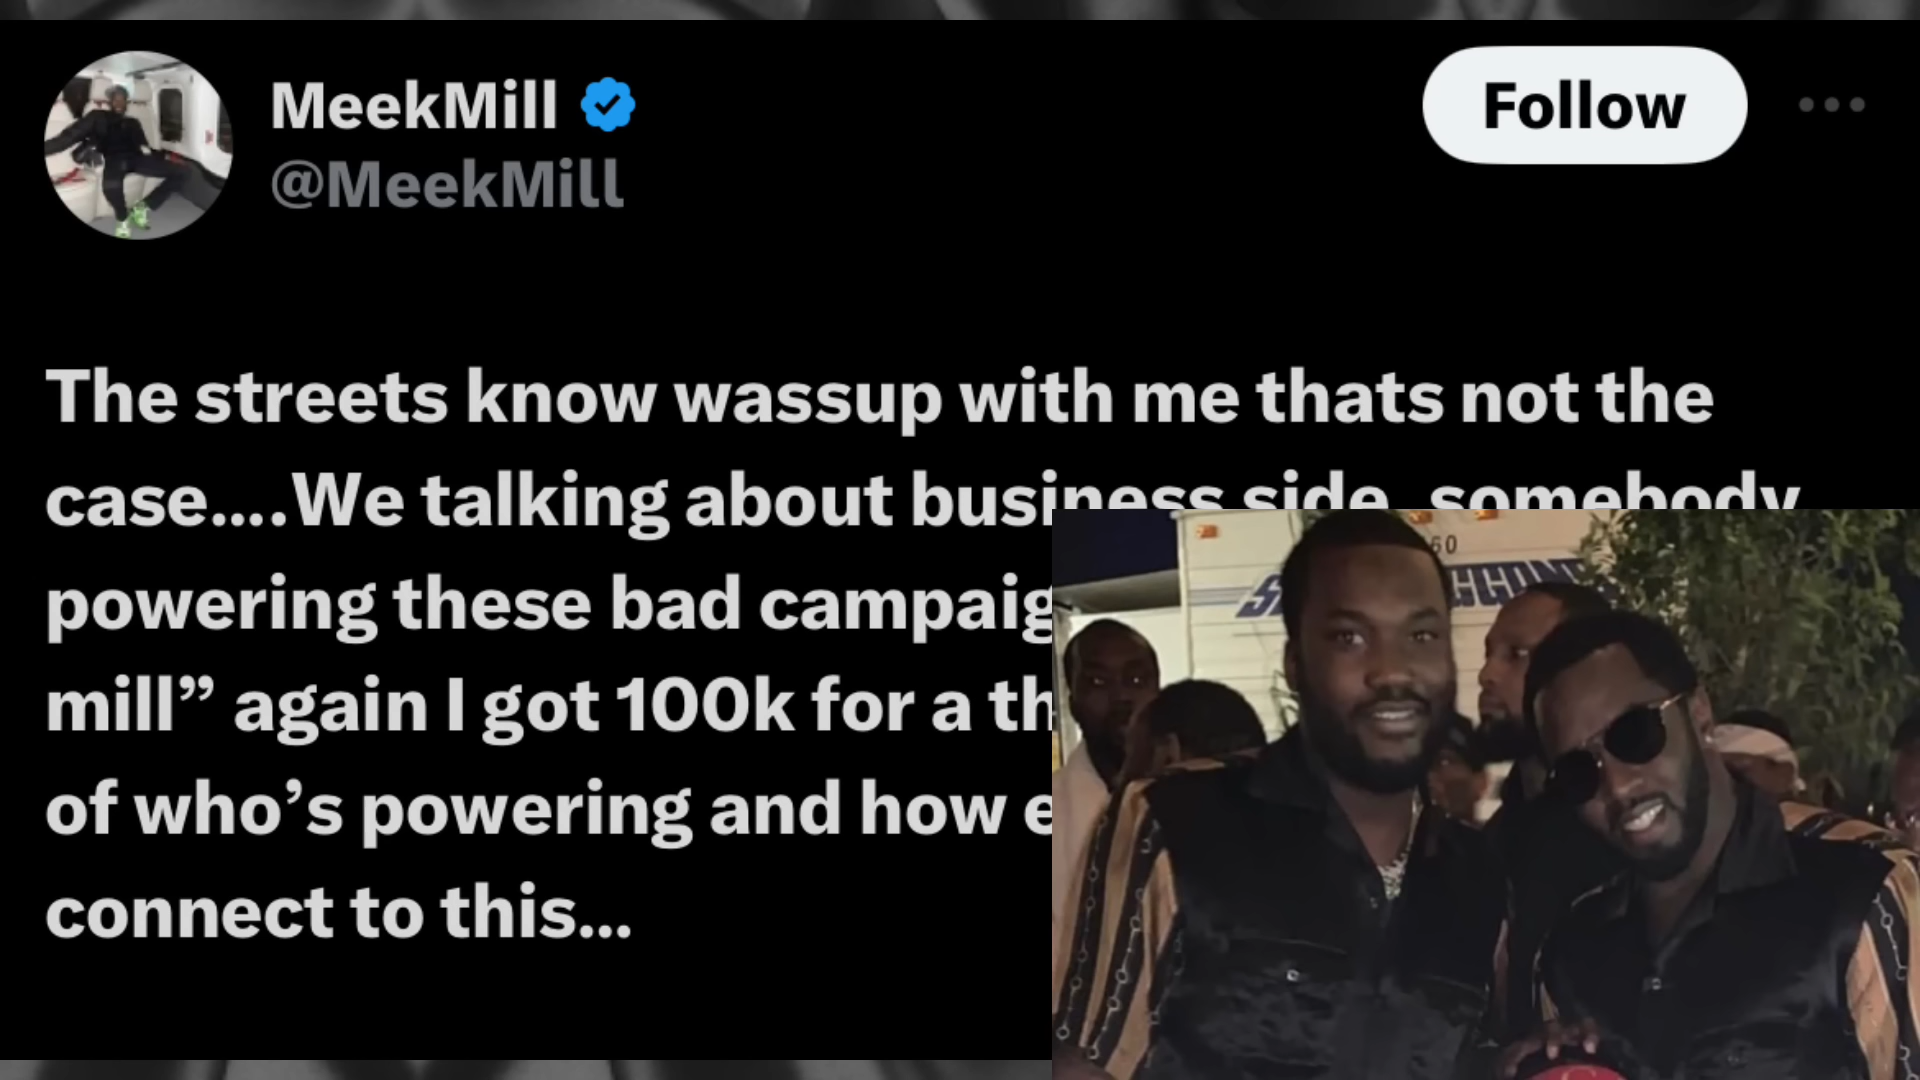 MeekMill
@MeekMill
Follow
The streets know wassup with me thats not the
case....We talking about business side, somebody
powering these bad campaig
mill” again I got 100k for a th
of who’s powering and how e
connect to this...
60